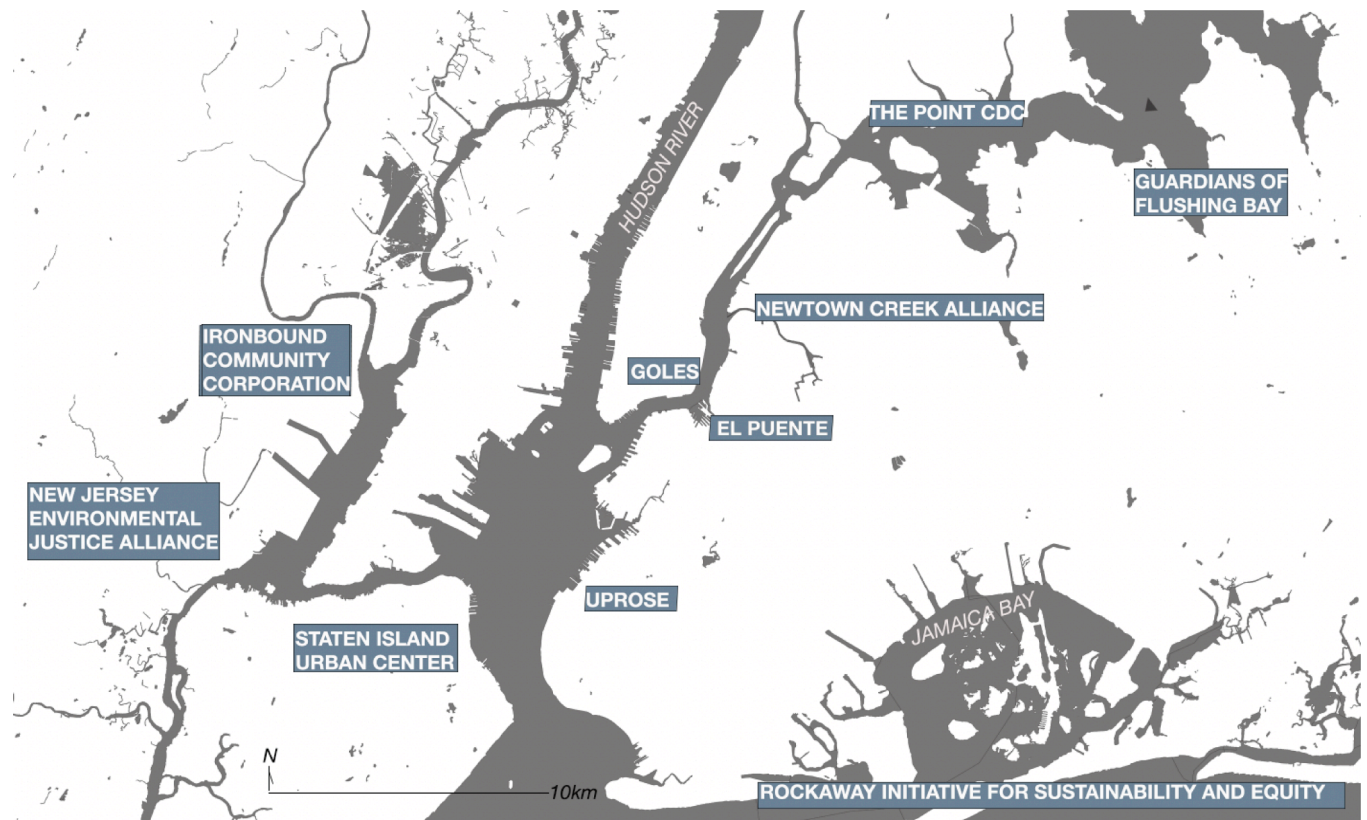 THE POINT CDC
HUDSON RIVER
GUARDIANS OF
FLUSHING BAY
NEWTOWN CREEK ALLIANCE
IRONBOUND
COMMUNITY
CORPORATION
GOLES
EL PUENTE
NEW JERSEY
ENVIRONMENTAL
JUSTICE ALLIANCE
UPROSE
JAMAICA BAY
STATEN ISLAND
URBAN CENTER
N
10km
ROCKAWAY INITIATIVE FOR SUSTAINABILITY AND EQUITY